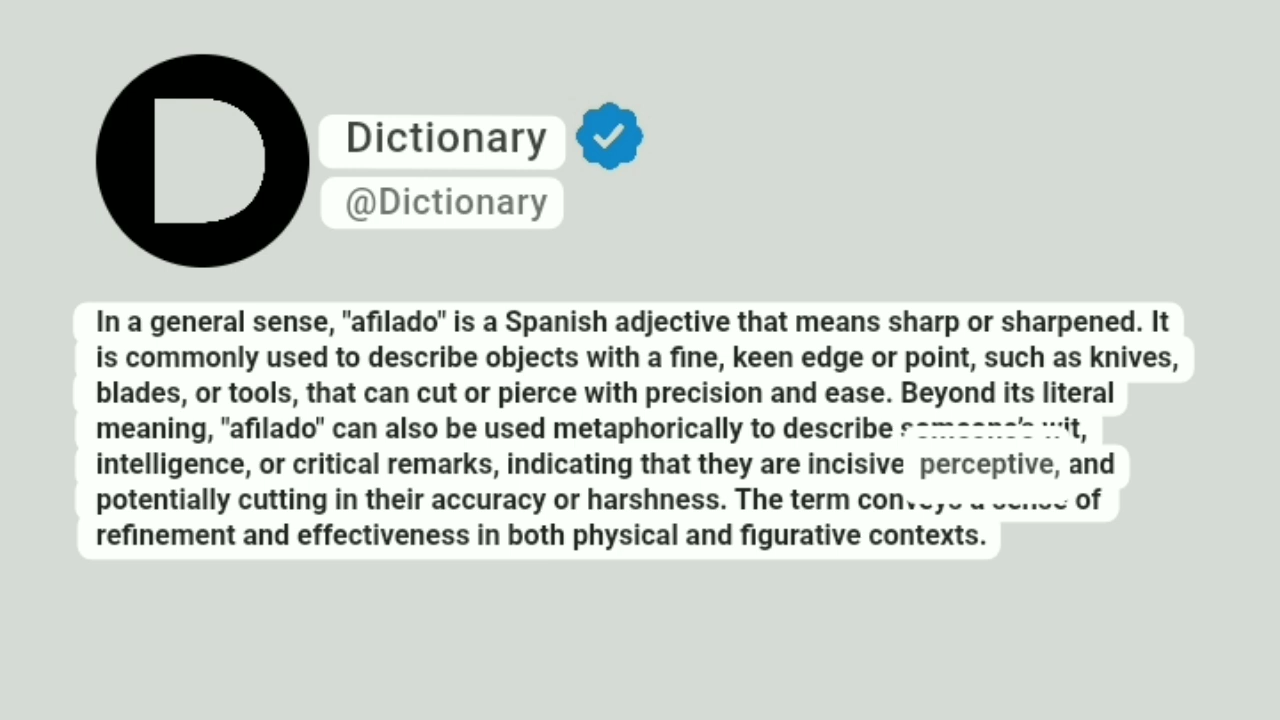 D
Dictionary
@Dictionary
In a general sense, "afilado" is a Spanish adjective that means sharp or sharpened. It
is commonly used to describe objects with a fine, keen edge or point, such as knives,
blades, or tools, that can cut or pierce with precision and ease. Beyond its literal
meaning, "afilado" can also be used metaphorically to describe someone's wit,
intelligence, or critical remarks, indicating that they are incisive perceptive, and
potentially cutting in their accuracy or harshness. The term conveys a sense of
refinement and effectiveness in both physical and figurative contexts.